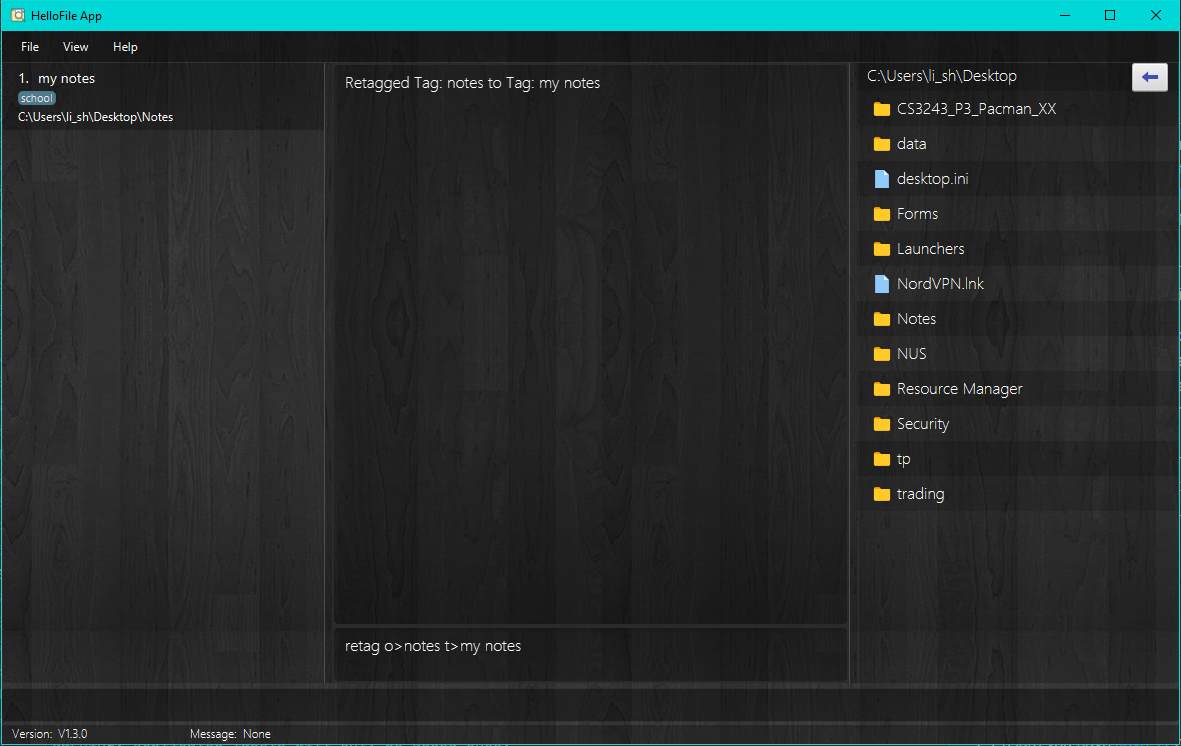 HelloFile App
File View Help
1. my notes
school
C:\Users\li_sh\Desktop\Notes
Retagged Tag: notes to Tag: my notes
retag o>notes t>my notes
C:\Users\li_sh\Desktop
CS3243_P3_Pacman_XX
data
desktop.ini
Forms
Launchers
NordVPN.lnk
Notes
NUS
Resource Manager
Security
tp
trading
Version: V1.3.0 Message: None